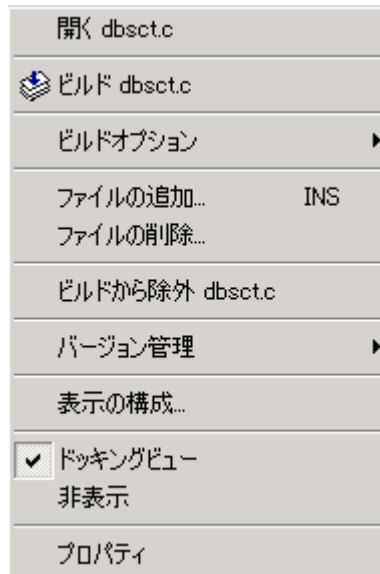 開く dbsct.c
ビルド dbsct.c
ビルドオプション
ファイルの追加... INS
ファイルの削除...
ビルドから除外 dbsct.c
バージョン管理
表示の構成...
ドッキングビュー
非表示
プロパティ